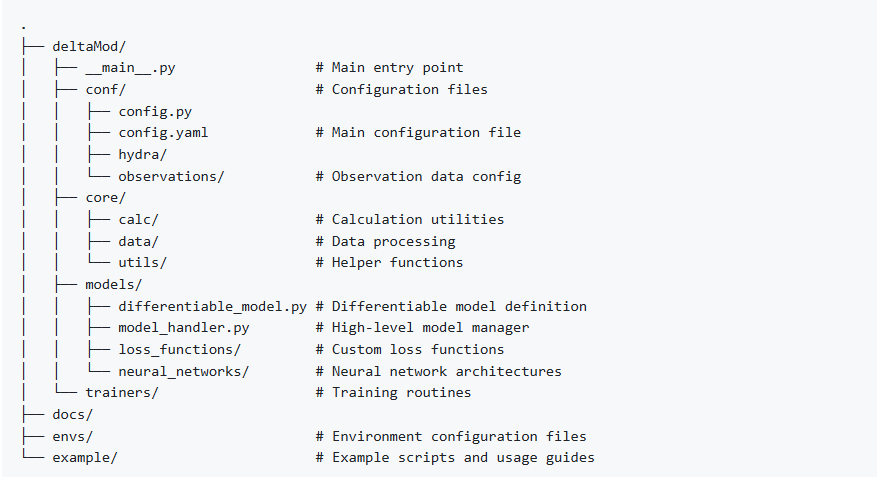 .
├── deltaMod/
│   ├── __main__.py                 # Main entry point
│   ├── conf/                       # Configuration files
│   │   ├── config.py
│   │   ├── config.yaml             # Main configuration file
│   │   ├── hydra/
│   │   └── observations/           # Observation data config
│   ├── core/
│   │   ├── calc/                   # Calculation utilities
│   │   ├── data/                   # Data processing
│   │   └── utils/                  # Helper functions
│   ├── models/
│   │   ├── differentiable_model.py # Differentiable model definition
│   │   ├── model_handler.py        # High-level model manager
│   │   ├── loss_functions/         # Custom loss functions
│   │   └── neural_networks/        # Neural network architectures
│   └── trainers/                   # Training routines
├── docs/
├── envs/                           # Environment configuration files
└── example/                        # Example scripts and usage guides